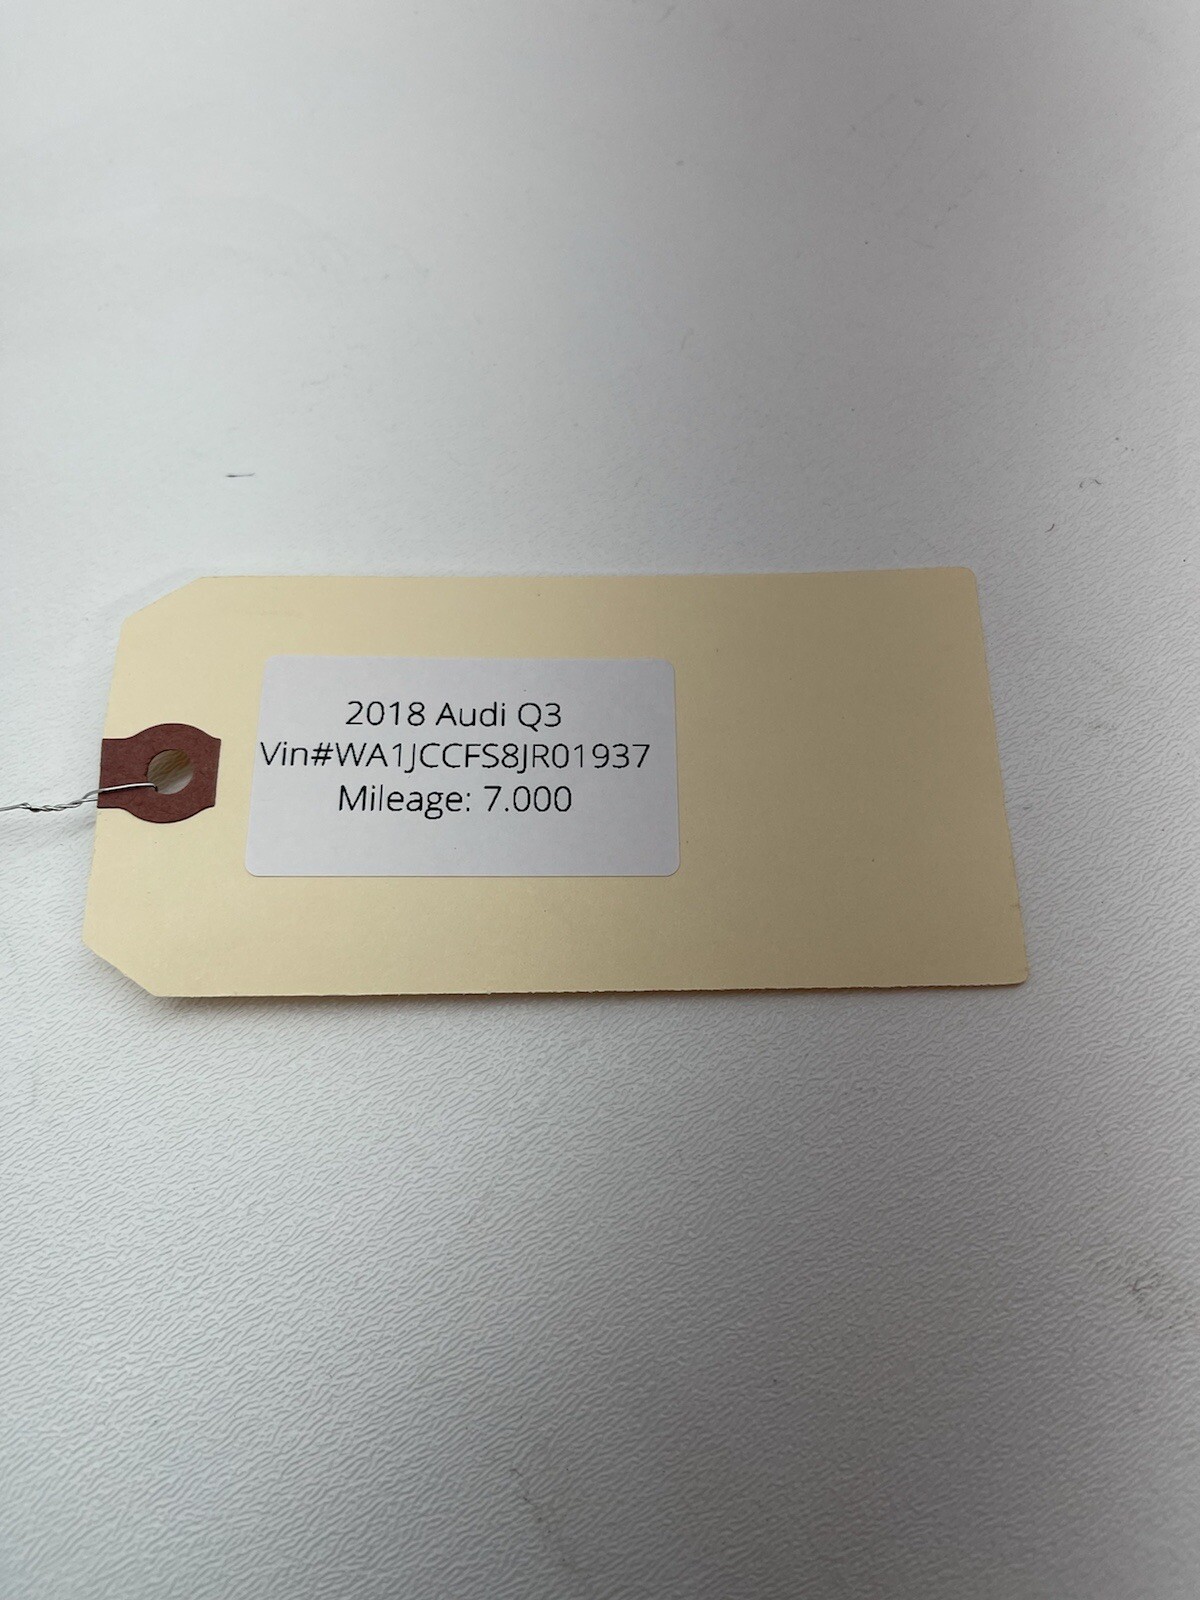 2018 Audi Q3
Vin#WA1JCCFS8JR01937
Mileage: 7.000